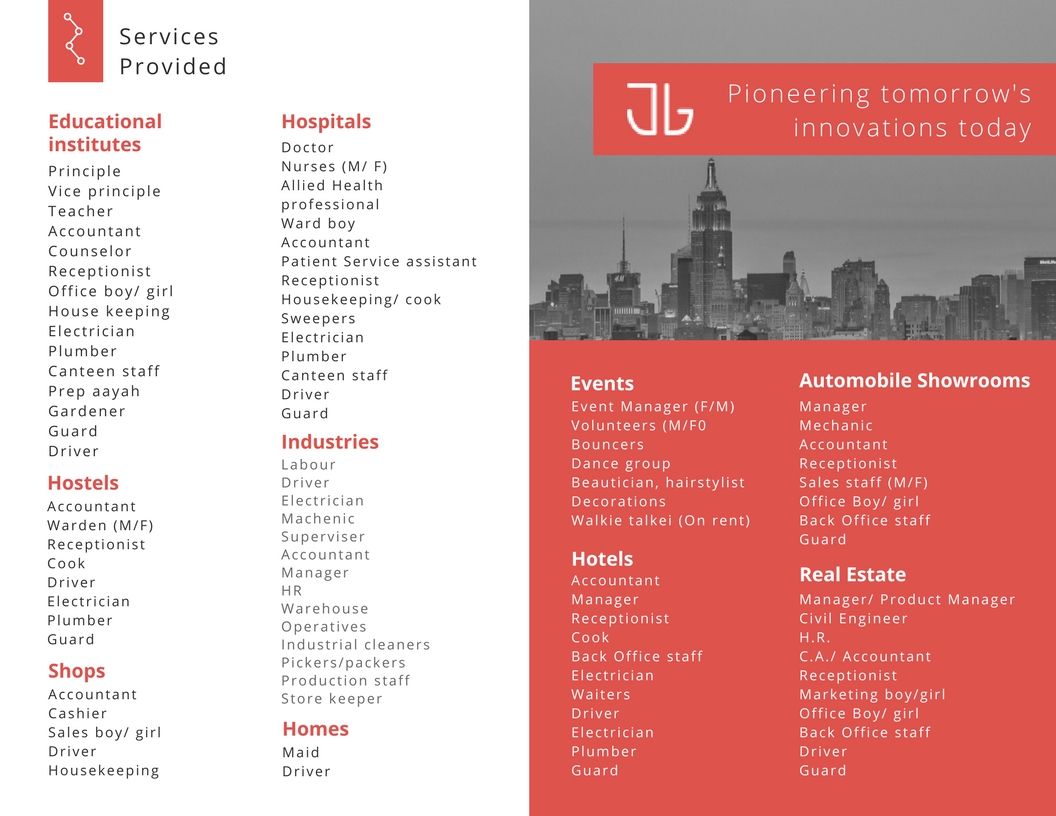 Services
Provided
Educational
institutes
Principle
Vice principle
Teacher
Accountant
Counselor
Receptionist
Office boy/ girl
House keeping
Electrician
Plumber
Canteen staff
Prep aayah
Gardener
Guard
Driver
Hostels
Accountant
Warden (M/F)
Receptionist
Cook
Driver
Electrician
Plumber
Guard
Shops
Accountant
Cashier
Sales boy/ girl
Driver
Housekeeping
Hospitals
Doctor
Nurses (M/ F)
Allied Health
professional
Ward boy
Accountant
Patient Service assistant
Receptionist
Housekeeping/ cook
Sweepers
Electrician
Plumber
Canteen staff
Driver
Guard
Industries
Labour
Driver
Electrician
Machenic
Superviser
Accountant
Manager
HR
Warehouse
Operatives
Industrial cleaners
Pickers/packers
Production staff
Store keeper
Homes
Maid
Driver
Pioneering tomorrow's
innovations today
Events
Event Manager (F/M)
Volunteers (M/F0
Bouncers
Dance group
Beautician, hairstylist
Decorations
Walkie talkei (On rent)
Hotels
Accountant
Manager
Receptionist
Cook
Back Office staff
Electrician
Waiters
Driver
Electrician
Plumber
Guard
Automobile Showrooms
Manager
Mechanic
Accountant
Receptionist
Sales staff (M/F)
Office Boy/ girl
Back Office staff
Guard
Real Estate
Manager/ Product Manager
Civil Engineer
H.R.
C.A./ Accountant
Receptionist
Marketing boy/girl
Office Boy/ girl
Back Office staff
Driver
Guard